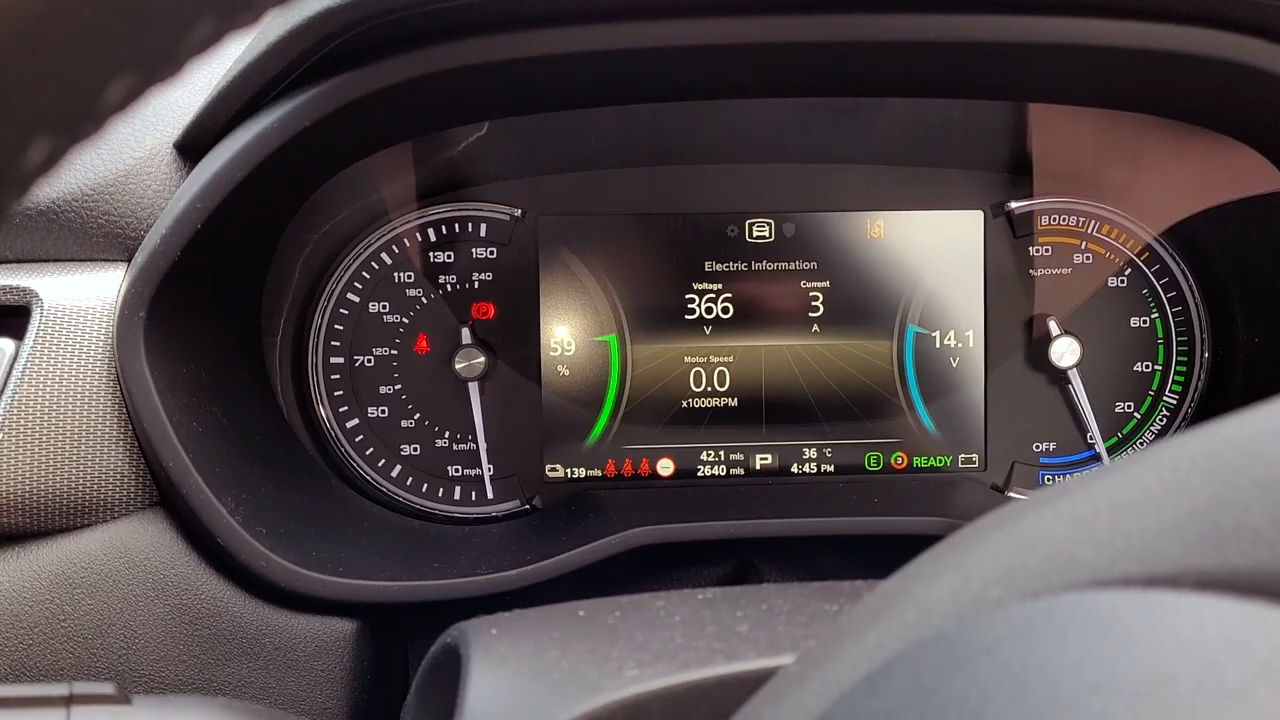 150
130
240
110
210
180
90
150
120
70
90
50
60
30
km/h
30
10 mph
Electric Information
Voltage
Current
366
3
V
A
59
%
14.1
V
Motor Speed
0.0
x1000RPM
139 mls
42.1 mls
2640 mls
P
36 °C
4:45 PM
E
3
READY
BOOST
100
90
%power
80
60
40
20
0
OFF
EFFICIENCY